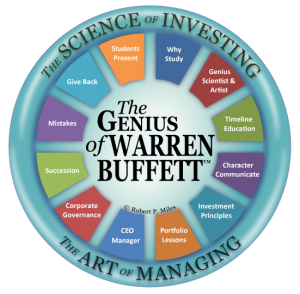 The SCIENCE OF INVESTING
Students
Present
Why
Study
Genius
Scientist &
Artist
Timeline
Education
Character
Communicate
Investment
Principles
Portfolio
Lessons
CEO
Manager
Corporate
Governance
Succession
Mistakes
Give Back
The
GENIUS
of WARREN
BUFFETT™
© Robert P. Miles
The ART OF MANAGING